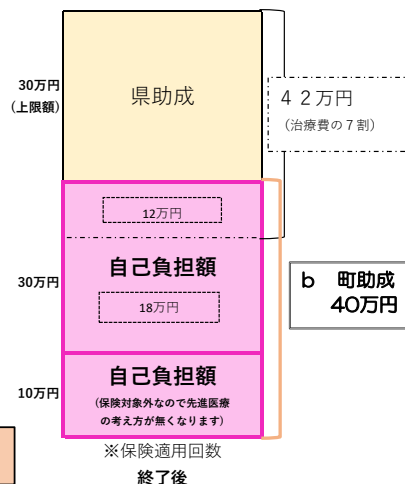 30万円
(上限額)
県助成
４２万円
(治療費の７割)
12万円
自己負担額
30万円
18万円
b　町助成
40万円
自己負担額
10万円
(保険対象外なので先進医療
の考え方が無くなります)
※保険適用回数
終了後